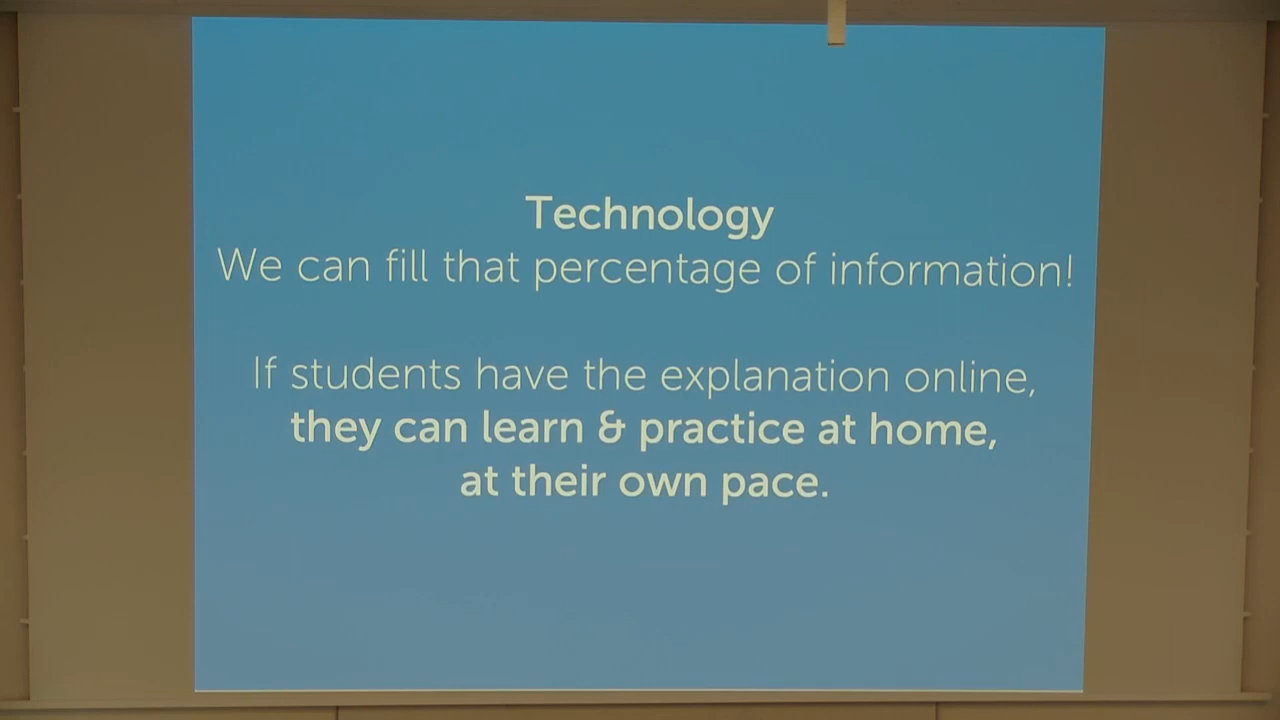 Technology
We can fill that percentage of information!
If students have the explanation online,
they can learn & practice at home,
at their own pace.